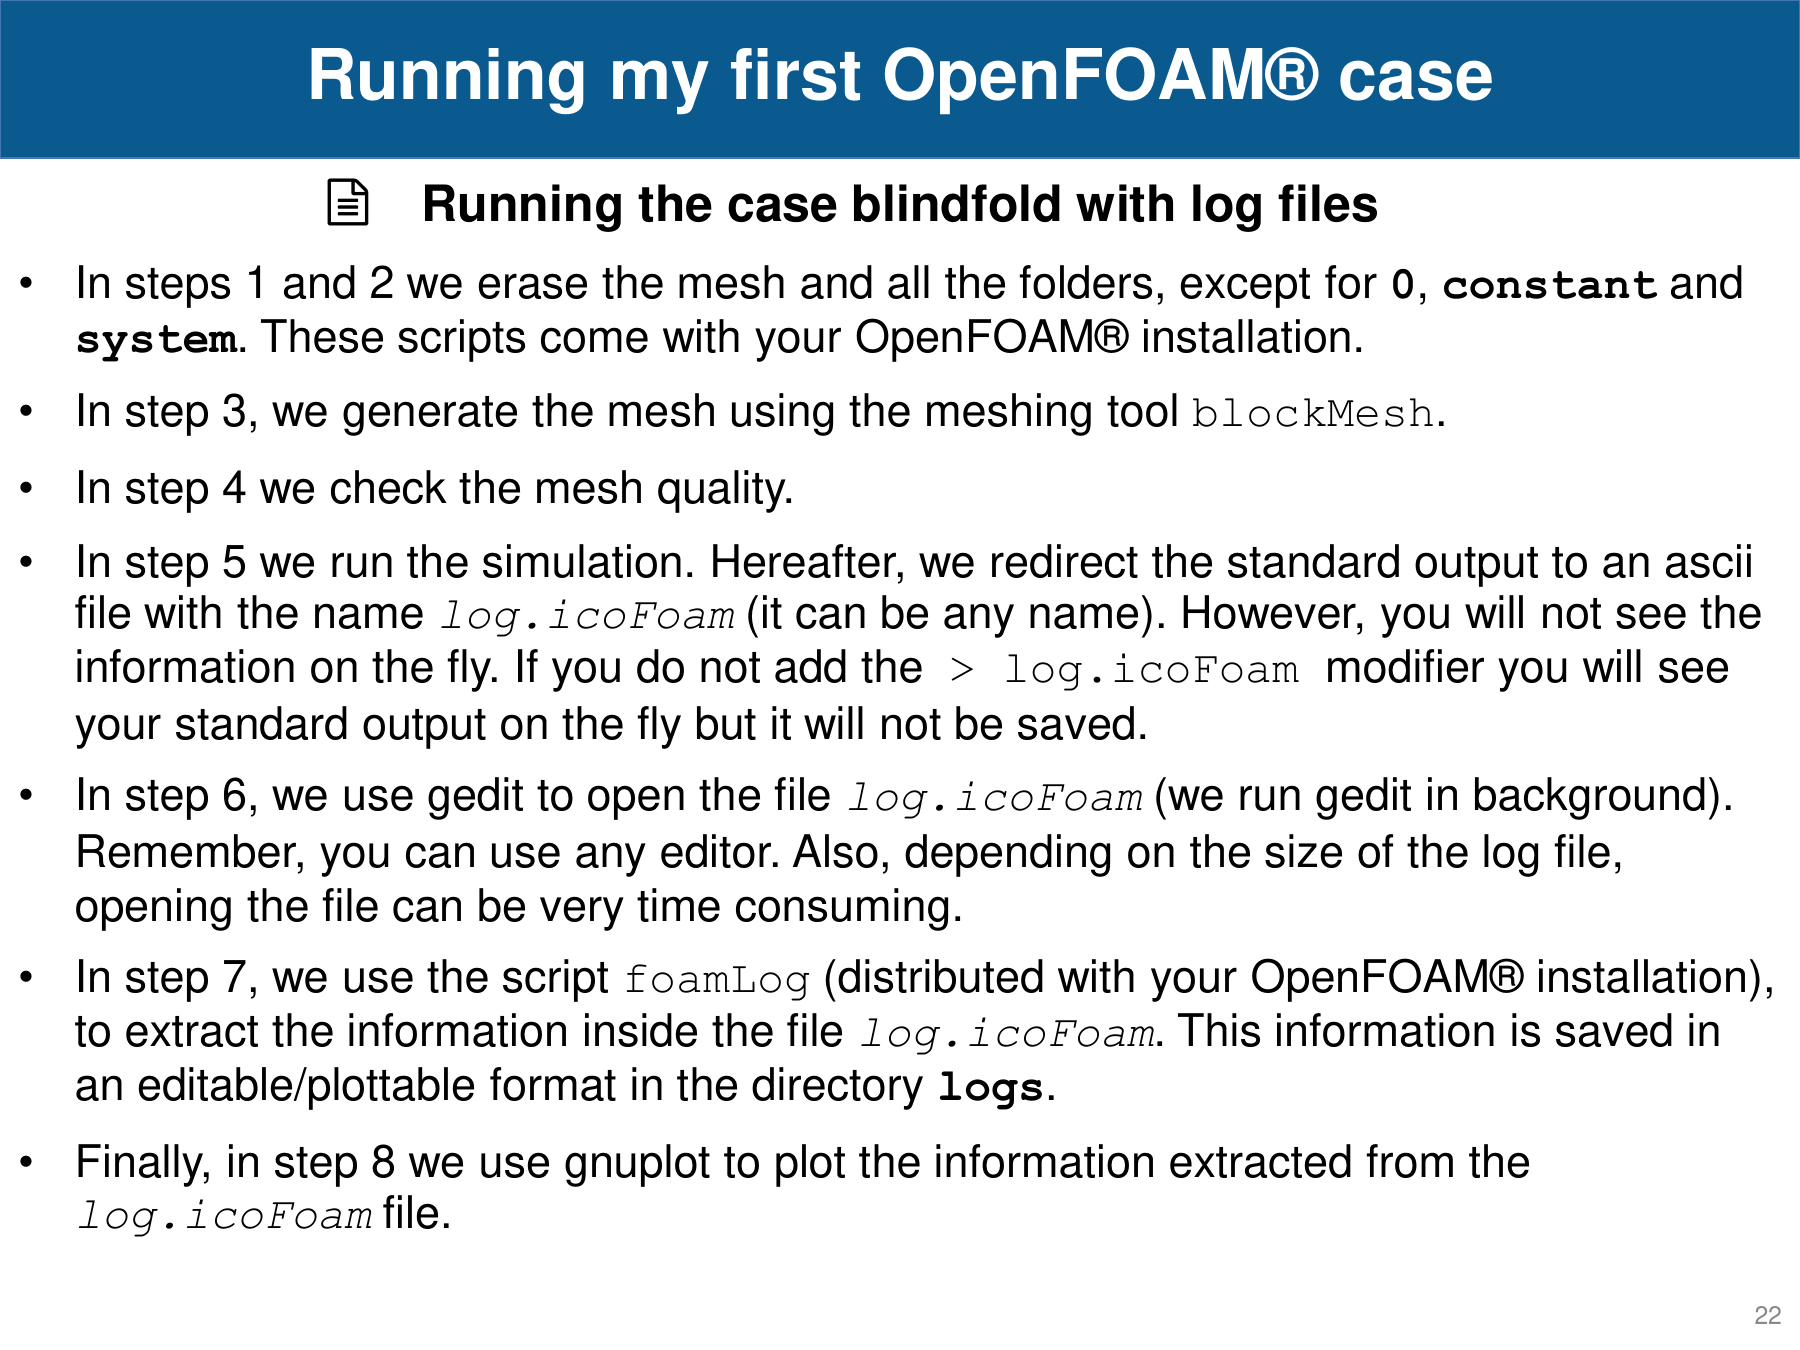 Running my first OpenFOAM® case
Running the case blindfold with log files
• In steps 1 and 2 we erase the mesh and all the folders, except for 0, constant and
system. These scripts come with your OpenFOAM® installation.
• In step 3, we generate the mesh using the meshing tool blockMesh.
• In step 4 we check the mesh quality.
• In step 5 we run the simulation. Hereafter, we redirect the standard output to an ascii
file with the name log.icoFoam (it can be any name). However, you will not see the
information on the fly. If you do not add the > log.icoFoam modifier you will see
your standard output on the fly but it will not be saved.
• In step 6, we use gedit to open the file log.icoFoam (we run gedit in background).
Remember, you can use any editor. Also, depending on the size of the log file,
opening the file can be very time consuming.
• In step 7, we use the script foamLog (distributed with your OpenFOAM® installation),
to extract the information inside the file log.icoFoam. This information is saved in
an editable/plottable format in the directory logs.
• Finally, in step 8 we use gnuplot to plot the information extracted from the
log.icoFoam file.
22